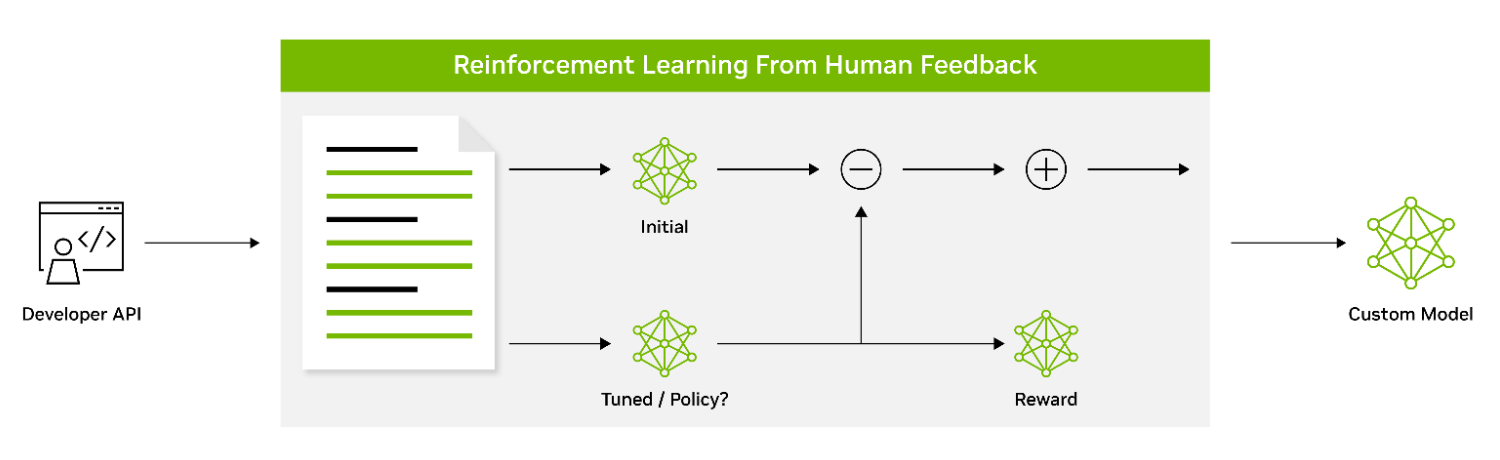 Reinforcement Learning From Human Feedback
</>
Initial
Developer API
Custom Model
Tuned / Policy?
Reward